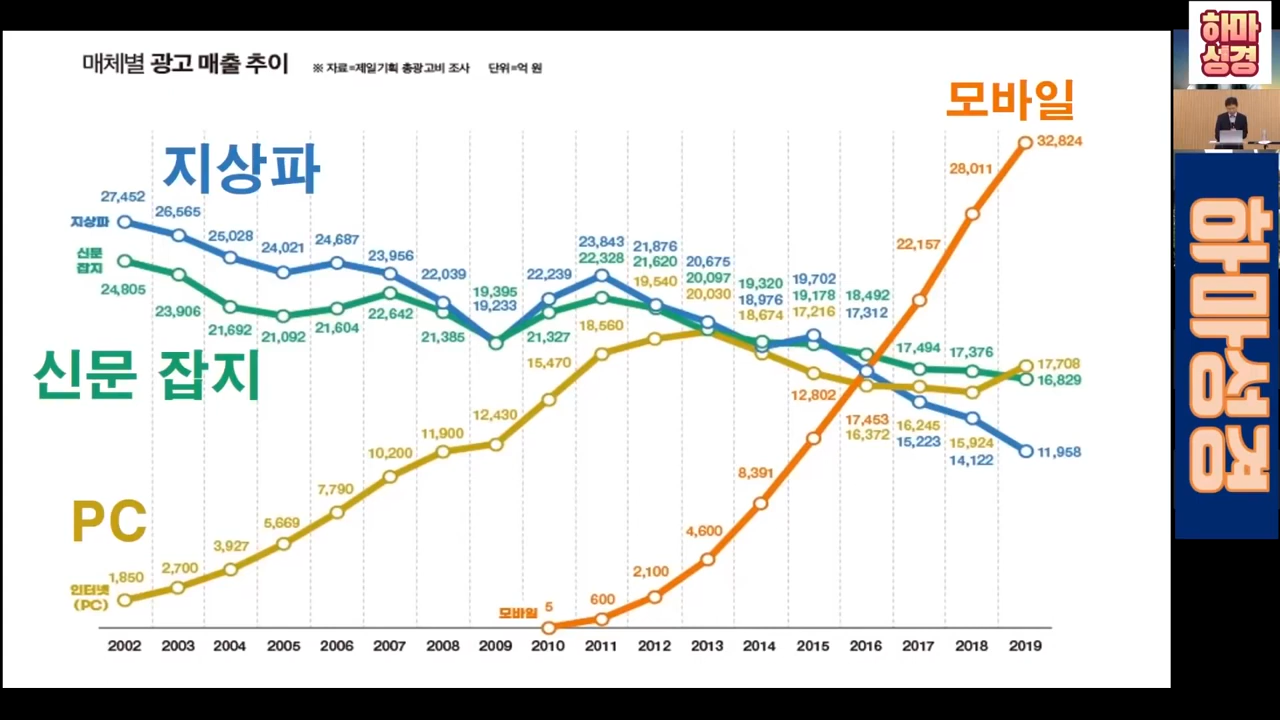 매체별 광고 매출 추이 ※ 자료=제일기획 총광고비 조사 단위=억 원
하마
성경
모바일
지상파
신문 잡지
PC
지상파
27,452 26,565 25,028 24,021 24,687 23,956 22,039 19,233 22,239 23,843 21,876 20,675 18,976 19,702 17,312 15,223 14,122 11,958
신문
잡지
24,805 23,906 21,692 21,092 21,604 22,642 21,385 19,395 21,327 22,328 21,620 20,097 19,320 19,178 18,492 17,494 17,376 16,829
인터넷
(PC)
1,850 2,700 3,927 5,669 7,790 10,200 11,900 12,430 15,470 18,560 19,540 20,030 18,674 17,216 16,372 16,245 15,924 17,708
모바일
5 600 2,100 4,600 8,391 12,802 17,453 22,157 28,011 32,824
2002 2003 2004 2005 2006 2007 2008 2009 2010 2011 2012 2013 2014 2015 2016 2017 2018 2019
하마성경